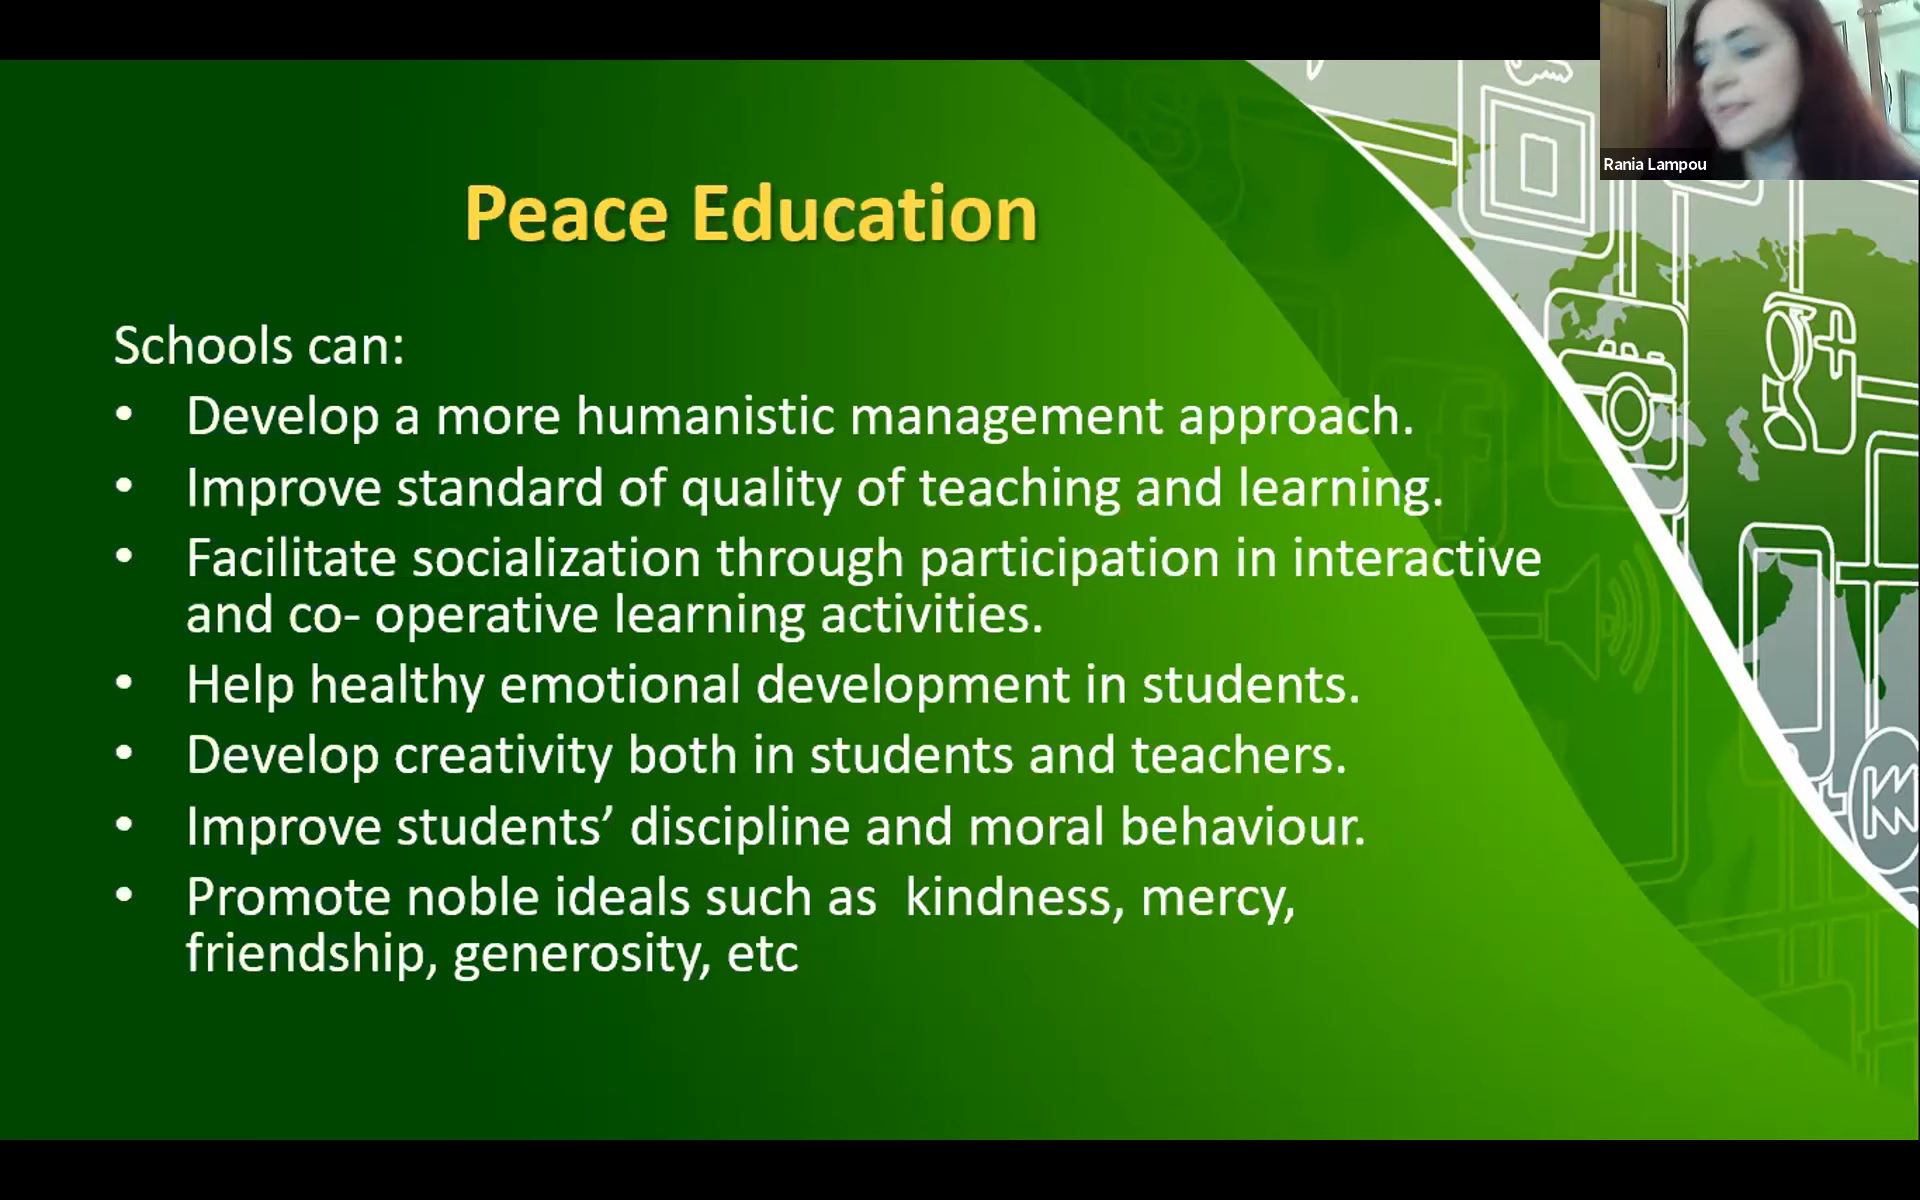 Rania Lampou
Peace Education
Schools can:
• Develop a more humanistic management approach.
• Improve standard of quality of teaching and learning.
• Facilitate socialization through participation in interactive
and co- operative learning activities.
• Help healthy emotional development in students.
• Develop creativity both in students and teachers.
• Improve students’ discipline and moral behaviour.
• Promote noble ideals such as  kindness, mercy,
friendship, generosity, etc